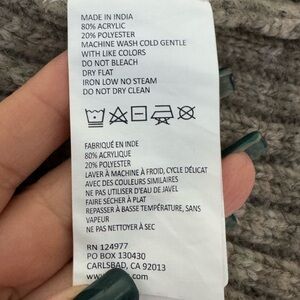 MADE IN INDIA
80% ACRYLIC
20% POLYESTER
MACHINE WASH COLD GENTLE
WITH LIKE COLORS
DO NOT BLEACH
DRY FLAT
IRON LOW NO STEAM
DO NOT DRY CLEAN
FABRIQUÉ EN INDE
80% ACRYLIQUE
20% POLYESTER
LAVER À MACHINE À FROID, CYCLE DÉLICAT
AVEC DES COULEURS SIMILAIRES
NE PAS UTILISER D'EAU DE JAVEL
FAIRE SÉCHER À PLAT
REPASSER À BASSE TEMPÉRATURE, SANS
VAPEUR
NE PAS NETTOYER À SEC
RN 124977
PO BOX 130430
CARLSBAD, CA 92013